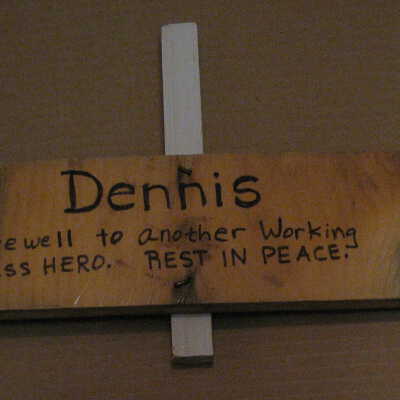 Dennis
ewell to another Working
ss HERO. REST IN PEACE.